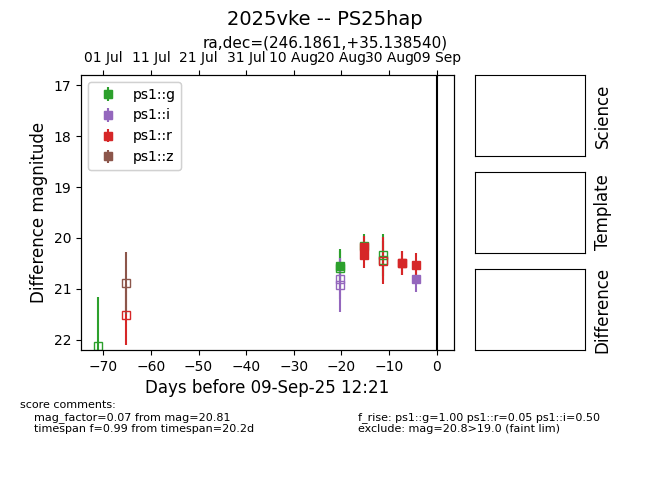 2025vke -- PS25hap
ra,dec=(246.1861,+35.138540)
01 Jul 11 Jul 21 Jul 31 Jul 10 Aug 20 Aug 30 Aug 09 Sep
17
18
19
20
21
22
Difference magnitude
ps1::g
ps1::i
ps1::r
ps1::z
−70 −60 −50 −40 −30 −20 −10 0
Days before 09-Sep-25 12:21
Science
Template
Difference
score comments:
mag_factor=0.07 from mag=20.81
timespan f=0.99 from timespan=20.2d
f_rise: ps1::g=1.00 ps1::r=0.05 ps1::i=0.50
exclude: mag=20.8>19.0 (faint lim)